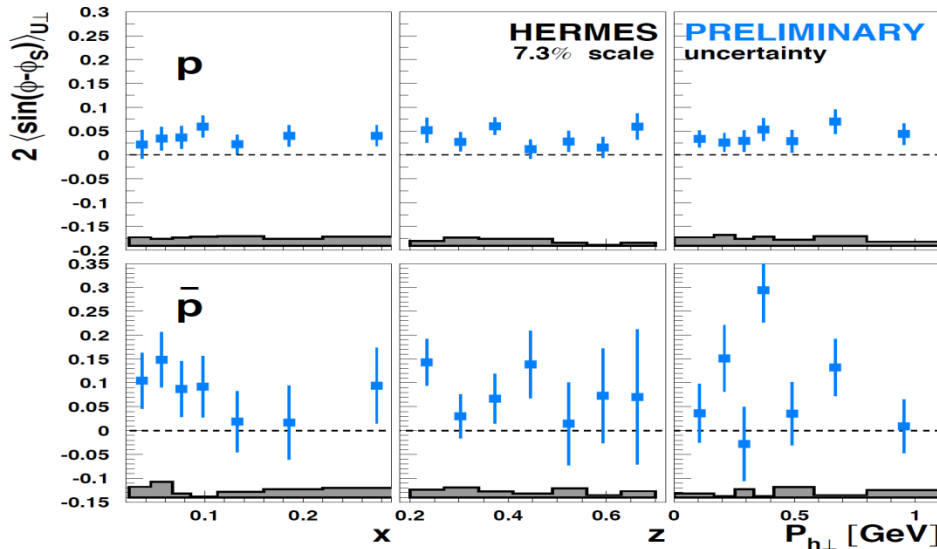 2 ⟨sin(ϕ-ϕS)⟩U⊥
0.3
0.25
0.2
0.15
0.1
0.05
0
-0.05
-0.1
-0.15
-0.2
p
HERMES
7.3% scale
PRELIMINARY
uncertainty
0.35
0.3
0.25
0.2
0.15
0.1
0.05
0
-0.05
-0.1
-0.15
p̄
0.1 0.2
x
0.2 0.4 0.6
z
0 0.5 1
Ph⊥ [GeV]